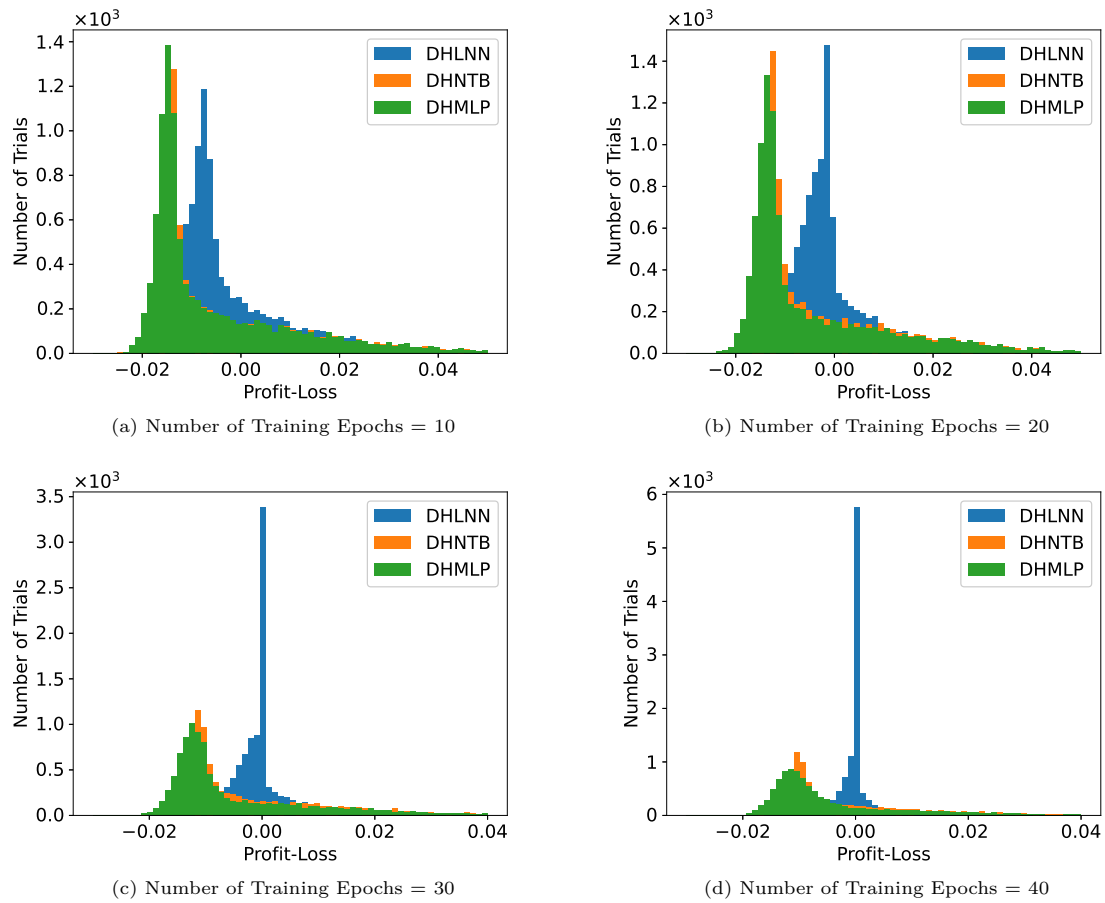 ×10³
1.4
1.2
1.0
0.8
0.6
0.4
0.2
0.0
Number of Trials
DHLNN
DHNTB
DHMLP
−0.02 0.00 0.02 0.04
Profit-Loss
(a) Number of Training Epochs = 10
×10³
1.4
1.2
1.0
0.8
0.6
0.4
0.2
0.0
Number of Trials
DHLNN
DHNTB
DHMLP
−0.02 0.00 0.02 0.04
Profit-Loss
(b) Number of Training Epochs = 20
×10³
3.5
3.0
2.5
2.0
1.5
1.0
0.5
0.0
Number of Trials
DHLNN
DHNTB
DHMLP
−0.02 0.00 0.02 0.04
Profit-Loss
(c) Number of Training Epochs = 30
×10³
6
5
4
3
2
1
0
Number of Trials
DHLNN
DHNTB
DHMLP
−0.02 0.00 0.02 0.04
Profit-Loss
(d) Number of Training Epochs = 40